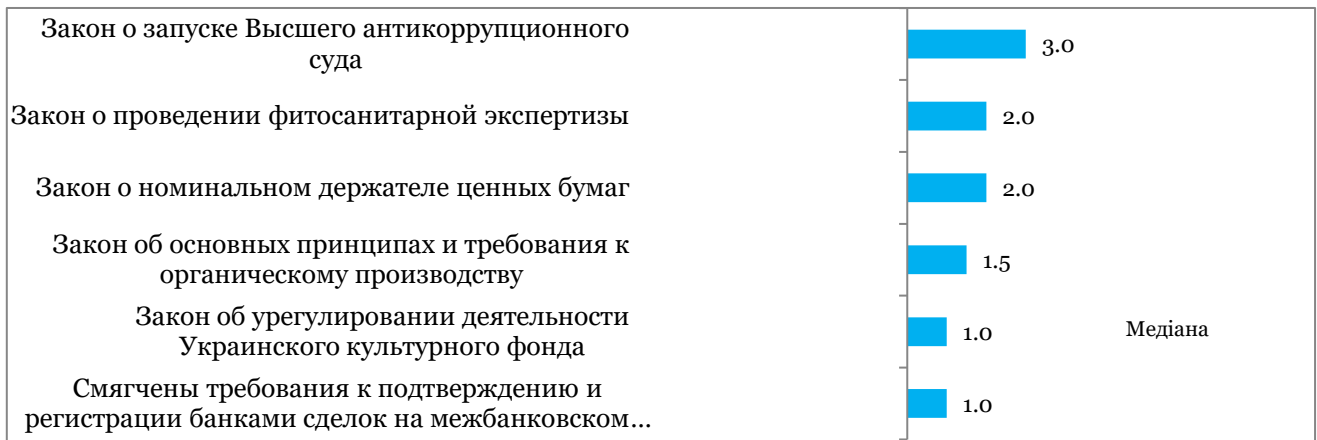 Закон о запуске Высшего антикоррупционного
суда
3.0
Закон о проведении фитосанитарной экспертизы
2.0
Закон о номинальном держателе ценных бумаг
2.0
Закон об основных принципах и требования к
органическому производству
1.5
Закон об урегулировании деятельности
Украинского культурного фонда
1.0
Медіана
Смягчены требования к подтверждению и
регистрации банками сделок на межбанковском...
1.0